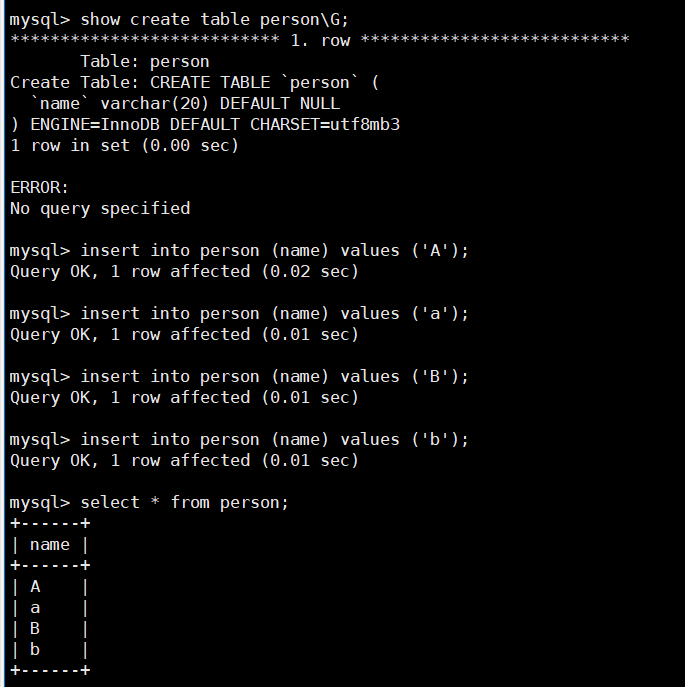 mysql> show create table person\G;
*************************** 1. row ***************************
       Table: person
Create Table: CREATE TABLE `person` (
  `name` varchar(20) DEFAULT NULL
) ENGINE=InnoDB DEFAULT CHARSET=utf8mb3
1 row in set (0.00 sec)

ERROR:
No query specified

mysql> insert into person (name) values ('A');
Query OK, 1 row affected (0.02 sec)

mysql> insert into person (name) values ('a');
Query OK, 1 row affected (0.01 sec)

mysql> insert into person (name) values ('B');
Query OK, 1 row affected (0.01 sec)

mysql> insert into person (name) values ('b');
Query OK, 1 row affected (0.01 sec)

mysql> select * from person;
+------+
| name |
+------+
| A    |
| a    |
| B    |
| b    |
+------+